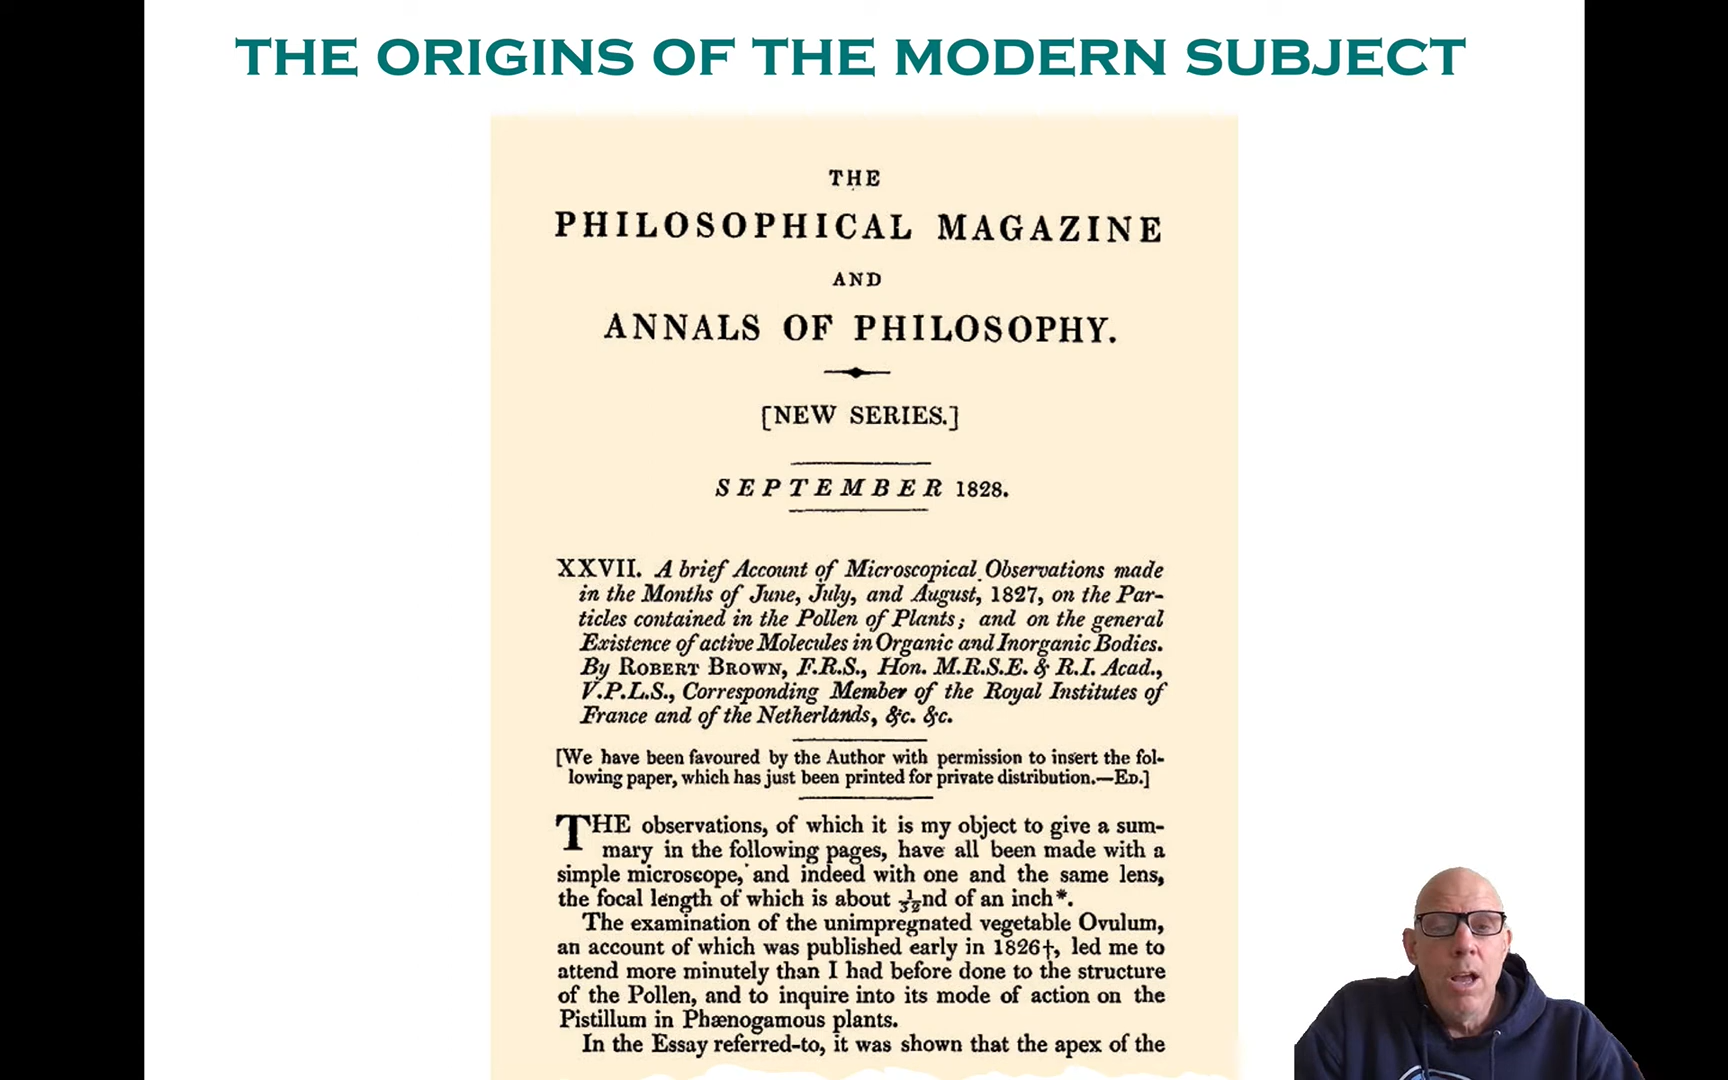 THE ORIGINS OF THE MODERN SUBJECT
THE
PHILOSOPHICAL MAGAZINE
AND
ANNALS OF PHILOSOPHY.
[NEW SERIES.]
SEPTEMBER 1828.
XXVII. A brief Account of Microscopical Observations made
in the Months of June, July, and August, 1827, on the Par-
ticles contained in the Pollen of Plants; and on the general
Existence of active Molecules in Organic and Inorganic Bodies.
By ROBERT BROWN, F.R.S., Hon. M.R.S.E. & R.I. Acad.,
V.P.L.S., Corresponding Member of the Royal Institutes of
France and of the Netherlands, &c. &c.
[We have been favoured by the Author with permission to insert the fol-
lowing paper, which has just been printed for private distribution.—ED.]
THE observations, of which it is my object to give a sum-
mary in the following pages, have all been made with a
simple microscope, and indeed with one and the same lens,
the focal length of which is about 1/32nd of an inch*.
The examination of the unimpregnated vegetable Ovulum,
an account of which was published early in 1826†, led me to
attend more minutely than I had before done to the structure
of the Pollen, and to inquire into its mode of action on the
Pistillum in Phænogamous plants.
In the Essay referred-to, it was shown that the apex of the